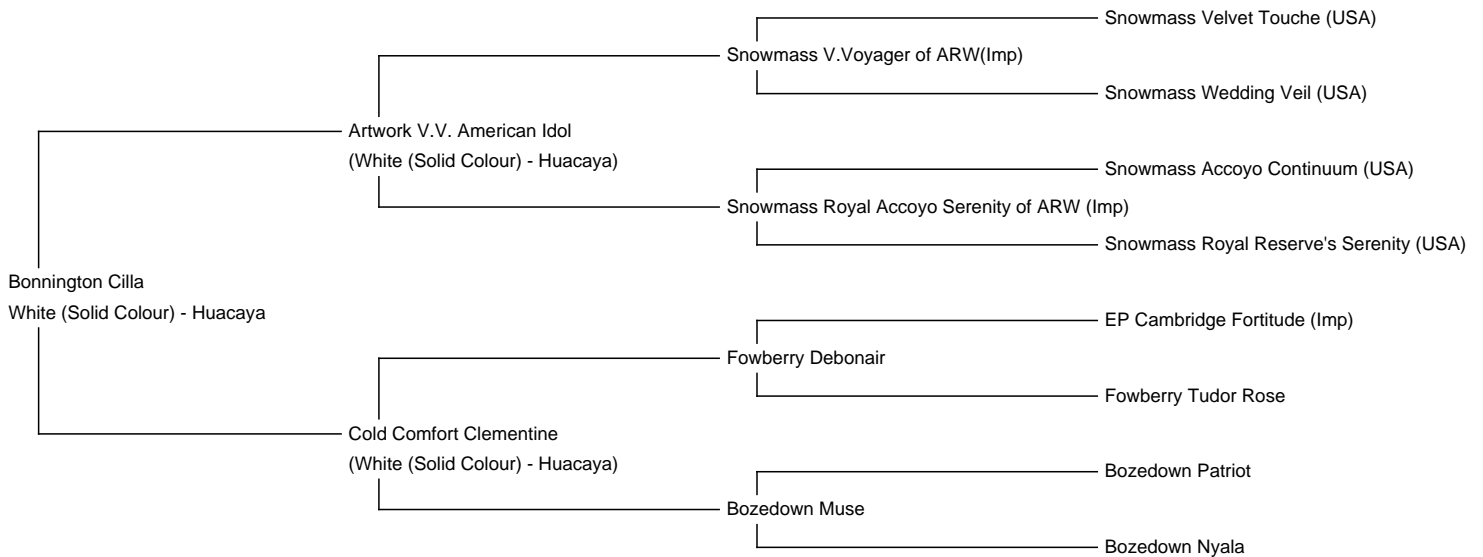 Bonnington Cilla
White (Solid Colour) - Huacaya
Artwork V.V. American Idol
(White (Solid Colour) - Huacaya)
Cold Comfort Clementine
(White (Solid Colour) - Huacaya)
Snowmass V.Voyager of ARW(Imp)
Snowmass Royal Accoyo Serenity of ARW (Imp)
Fowberry Debonair
Bozedown Muse
Snowmass Velvet Touche (USA)
Snowmass Wedding Veil (USA)
Snowmass Accoyo Continuum (USA)
Snowmass Royal Reserve's Serenity (USA)
EP Cambridge Fortitude (Imp)
Fowberry Tudor Rose
Bozedown Patriot
Bozedown Nyala